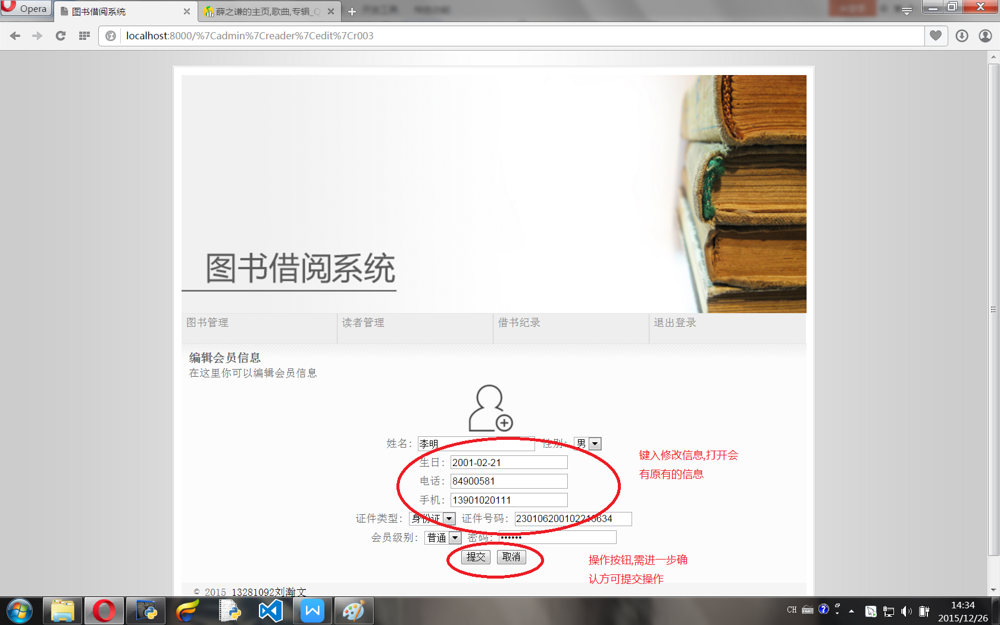 Opera
图书借阅系统
薛之谦的主页,歌曲,专辑_Q
localhost:8000/%7Cadmin%7Creader%7Cedit%7Cr003
图书借阅系统
图书管理
读者管理
借书纪录
退出登录
编辑会员信息
在这里你可以编辑会员信息
姓名: 李明 性别: 男
生日: 2001-02-21
电话: 84900581
手机: 13901020111
键入修改信息,打开会
有原有的信息
证件类型: 身份证 证件号码:
会员级别: 普通 密码: ••••••
提交 取消
操作按钮,需进一步确
认方可提交操作
© 2015 13281092刘瀚文
CH
14:34
2015/12/26